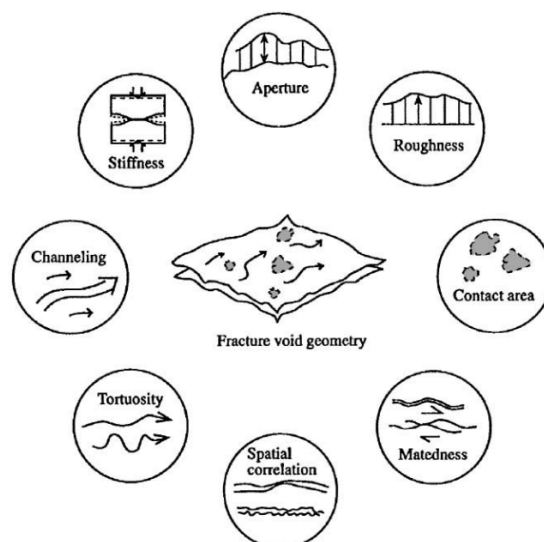 Aperture
Roughness
Stiffness
Channeling
Contact area
Fracture void geometry
Tortuosity
Matedness
Spatial
correlation